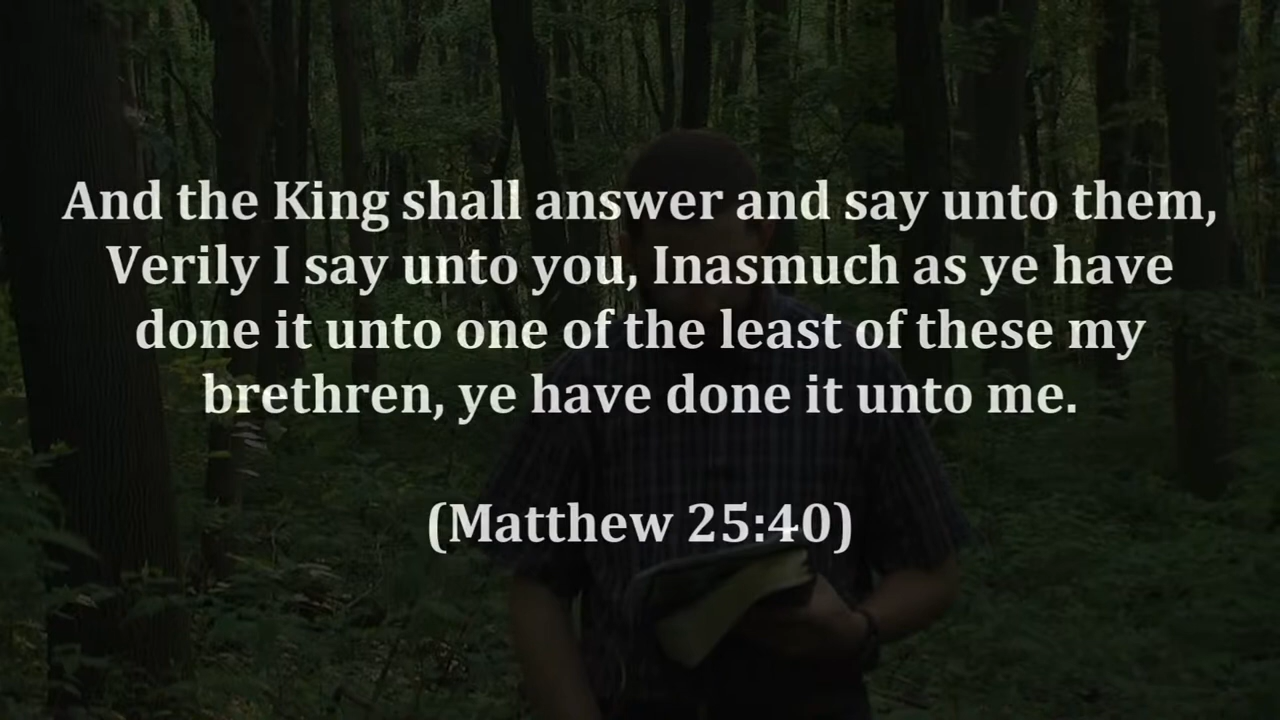 And the King shall answer and say unto them,
Verily I say unto you, Inasmuch as ye have
done it unto one of the least of these my
brethren, ye have done it unto me.
(Matthew 25:40)